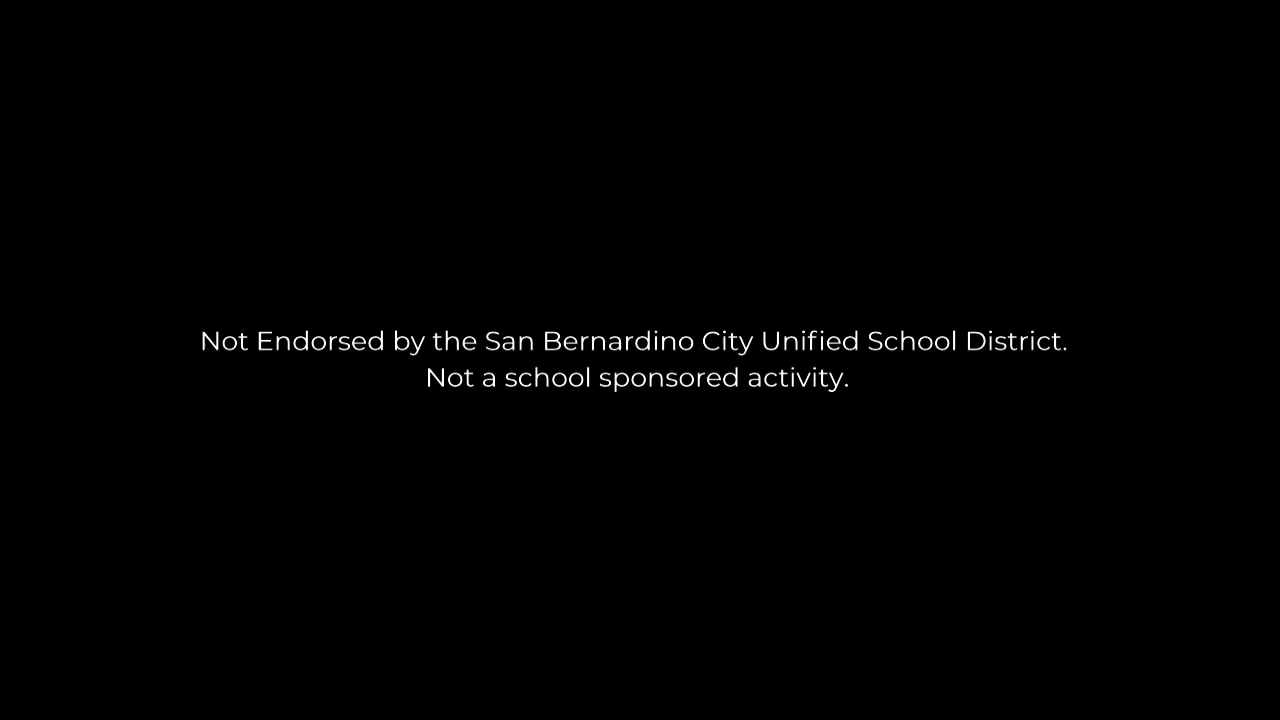 Not Endorsed by the San Bernardino City Unified School District.
Not a school sponsored activity.